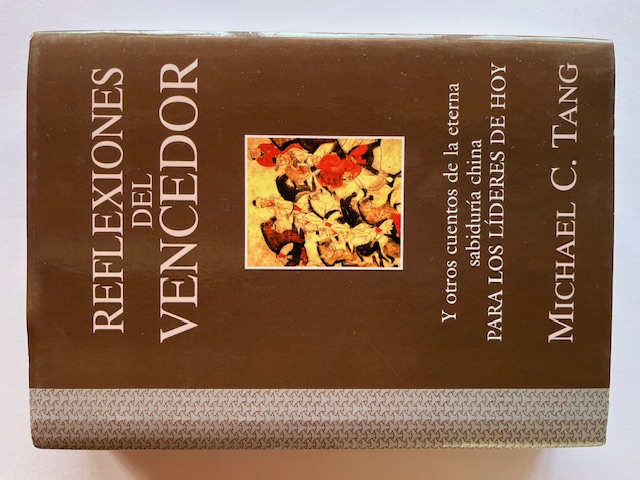 REFLEXIONES
DEL
VENCEDOR
Y otros cuentos de la eterna
sabiduría china
PARA LOS LÍDERES DE HOY
MICHAEL C. TANG